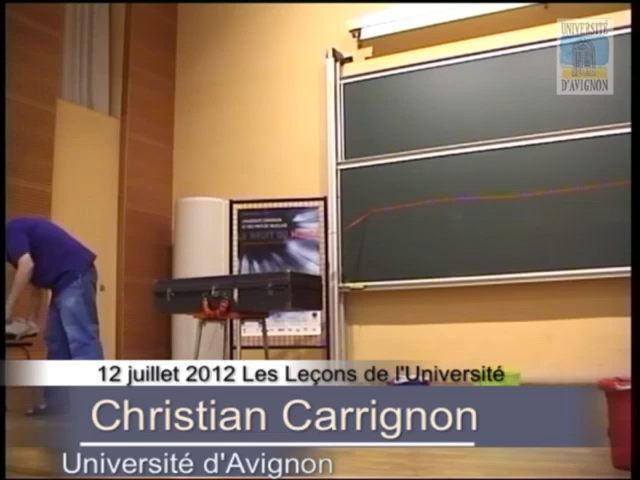 UNIVERSITÉ
D'AVIGNON
12 juillet 2012 Les Leçons de l'Université
Christian Carrignon
Université d'Avignon